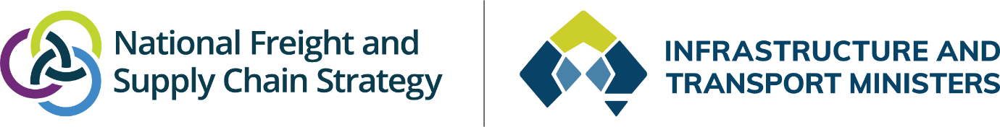 National Freight and
Supply Chain Strategy
INFRASTRUCTURE AND
TRANSPORT MINISTERS